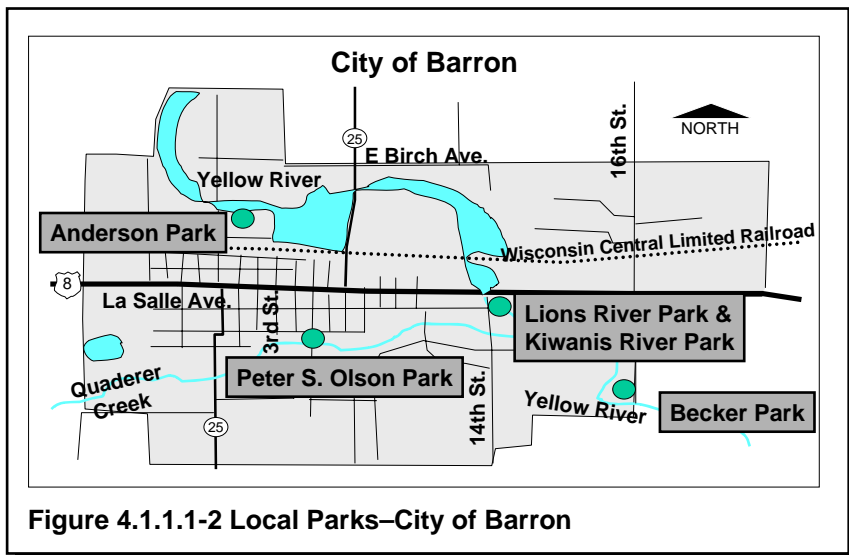 City of Barron
25
E Birch Ave.
16th St.
NORTH
Yellow River
Anderson Park
Wisconsin Central Limited Railroad
8
La Salle Ave.
3rd St.
Lions River Park &
Kiwanis River Park
Peter S. Olson Park
Quaderer
Creek
14th St.
Yellow River
Becker Park
25
Figure 4.1.1.1-2 Local Parks–City of Barron